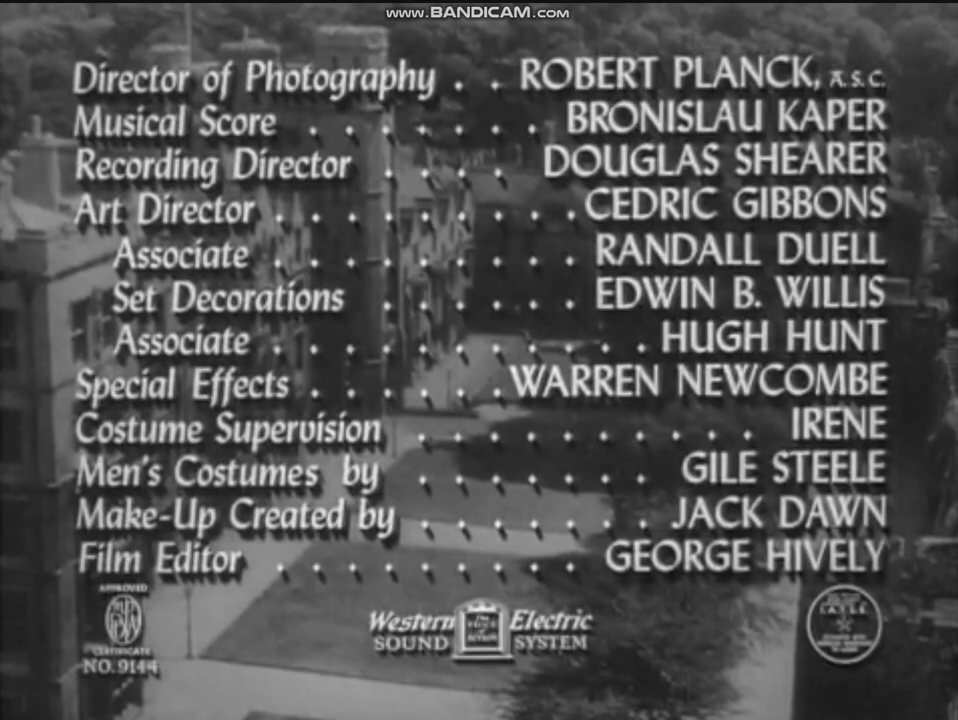 www.BANDICAM.com
Director of Photography . . ROBERT PLANCK, A.S.C.
Musical Score . . . . . . . BRONISLAU KAPER
Recording Director . . . . DOUGLAS SHEARER
Art Director . . . . . . . . . CEDRIC GIBBONS
Associate . . . . . . . . . RANDALL DUELL
Set Decorations . . . . . . EDWIN B. WILLIS
Associate . . . . . . . . . . . HUGH HUNT
Special Effects . . . . . . WARREN NEWCOMBE
Costume Supervision . . . . . . . . . . IRENE
Men's Costumes by . . . . . . . GILE STEELE
Make-Up Created by . . . . . . . JACK DAWN
Film Editor . . . . . . . . . GEORGE HIVELY
APPROVED
CERTIFICATE
NO. 9144
Western Electric
SOUND SYSTEM
I.A.T.S.E.